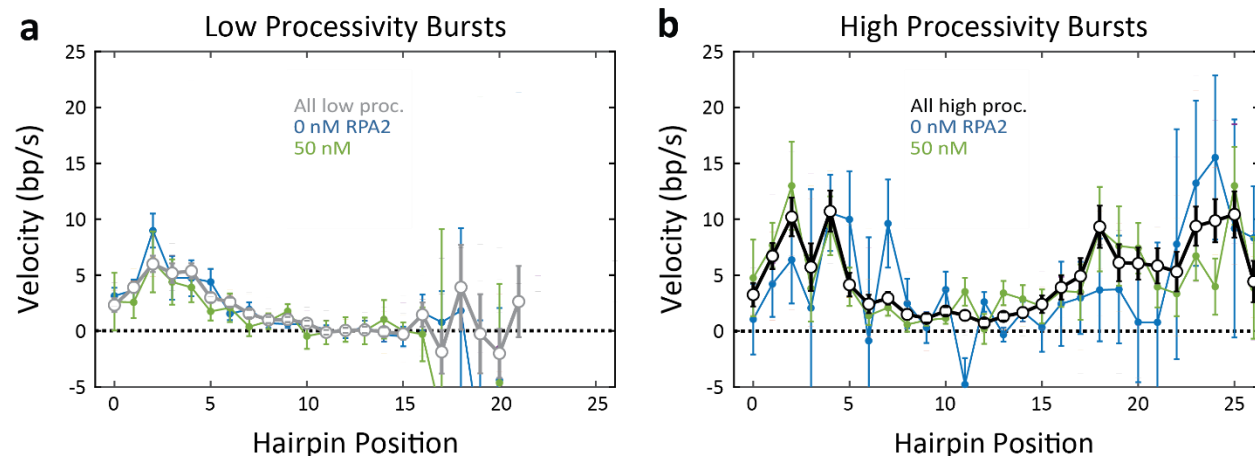 a
Low Processivity Bursts
25
20
15
10
5
0
-5
Velocity (bp/s)
All low proc.
0 nM RPA2
50 nM
0 5 10 15 20 25
Hairpin Position
b
High Processivity Bursts
25
20
15
10
5
0
-5
Velocity (bp/s)
All high proc.
0 nM RPA2
50 nM
0 5 10 15 20 25
Hairpin Position